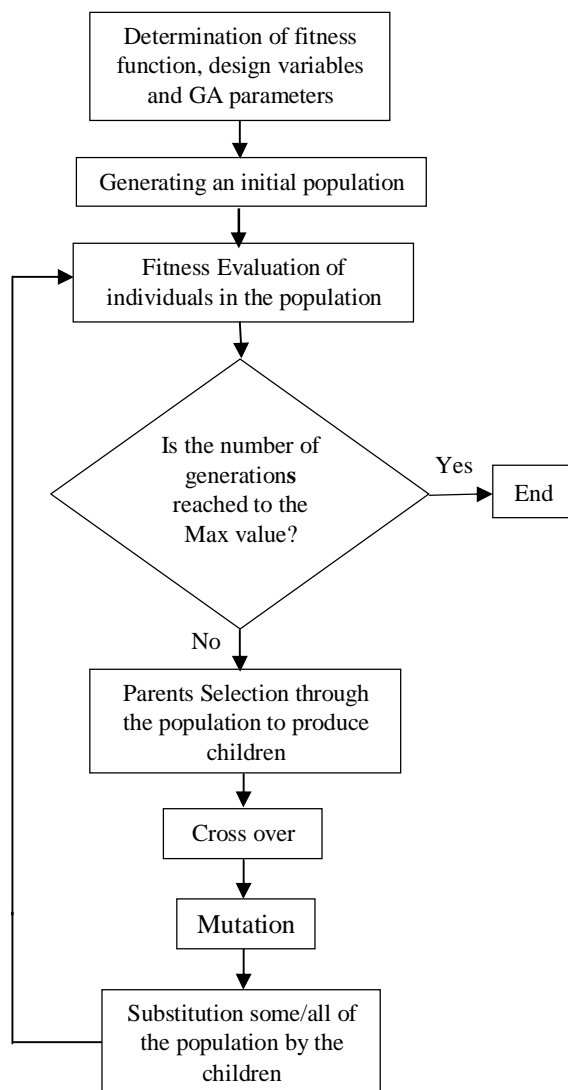 Determination of fitness
function, design variables
and GA parameters
Generating an initial population
Fitness Evaluation of
individuals in the population
Is the number of
generations
reached to the
Max value?
Yes
End
No
Parents Selection through
the population to produce
children
Cross over
Mutation
Substitution some/all of
the population by the
children